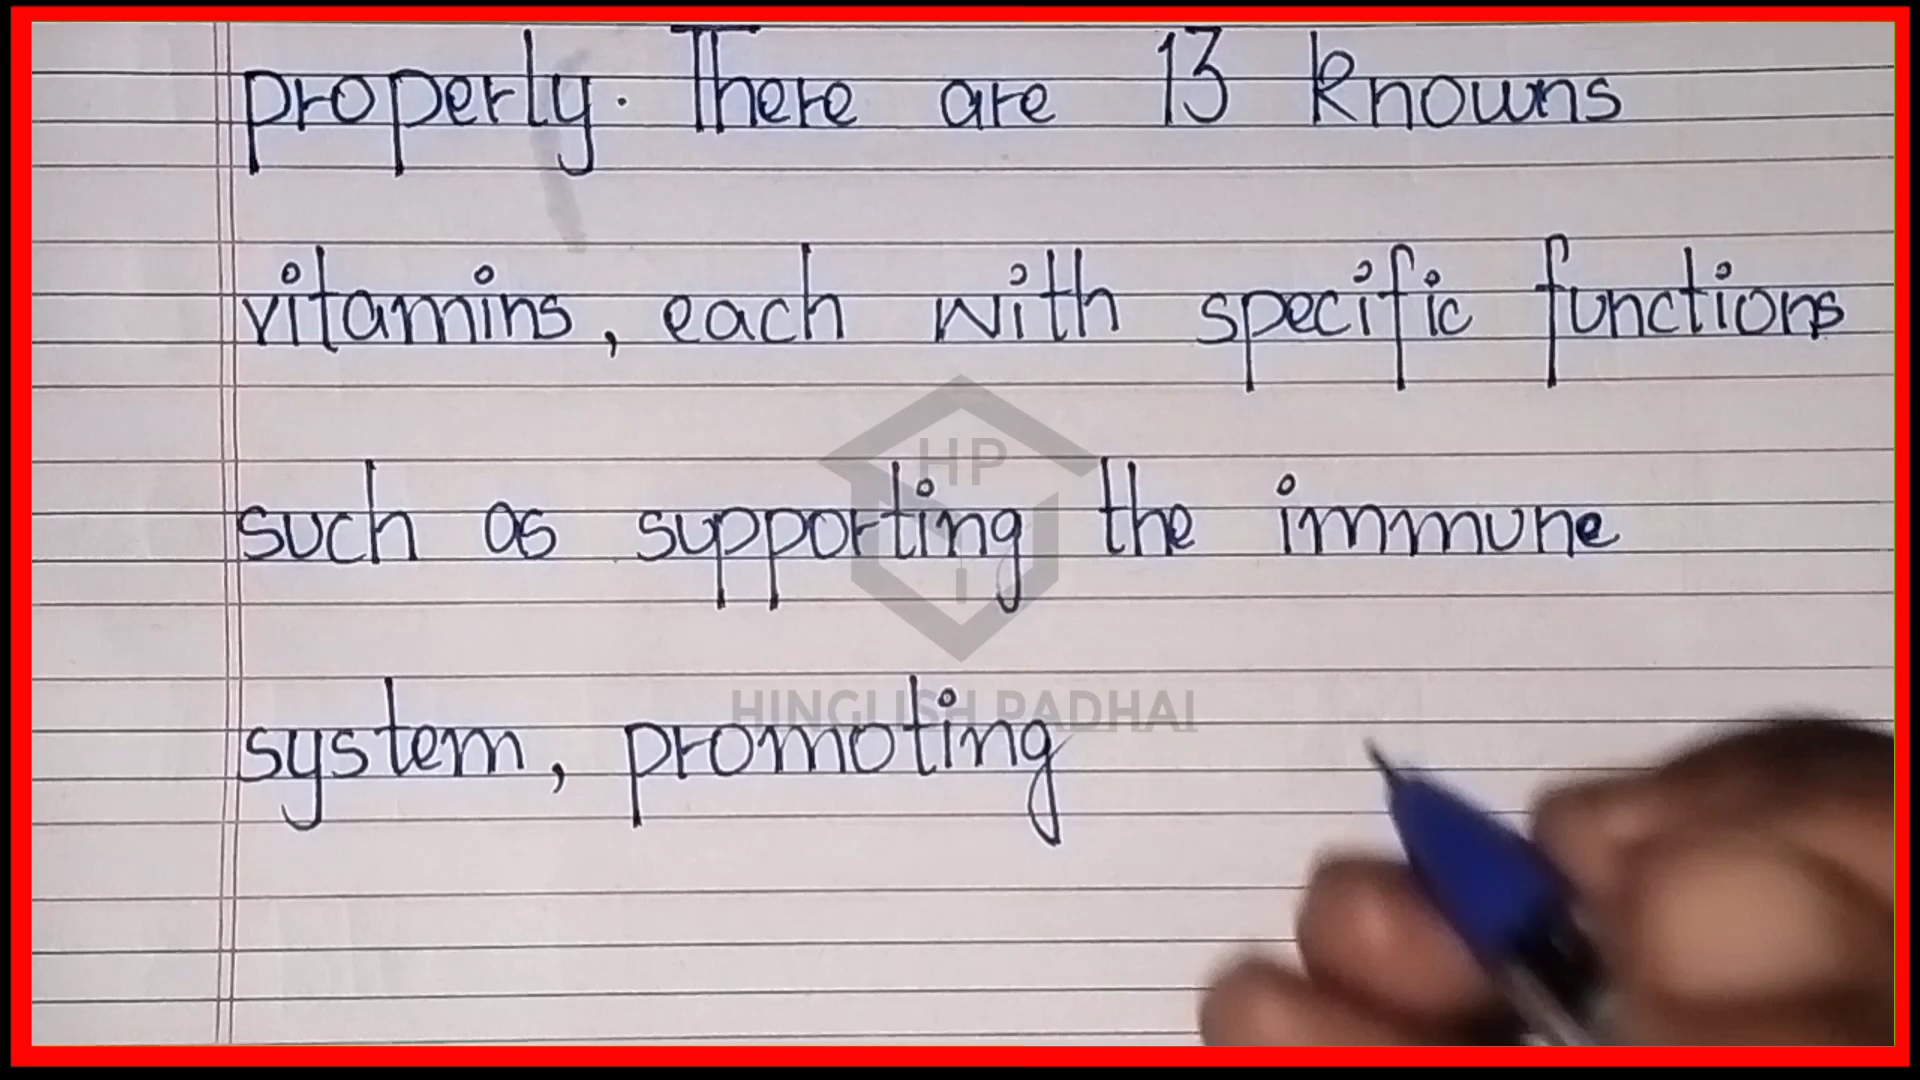 properly. There are 13 knowns
vitamins, each with specific functions
such as supporting the immune
system, promoting
HP
I
HINGLISH PADHAI